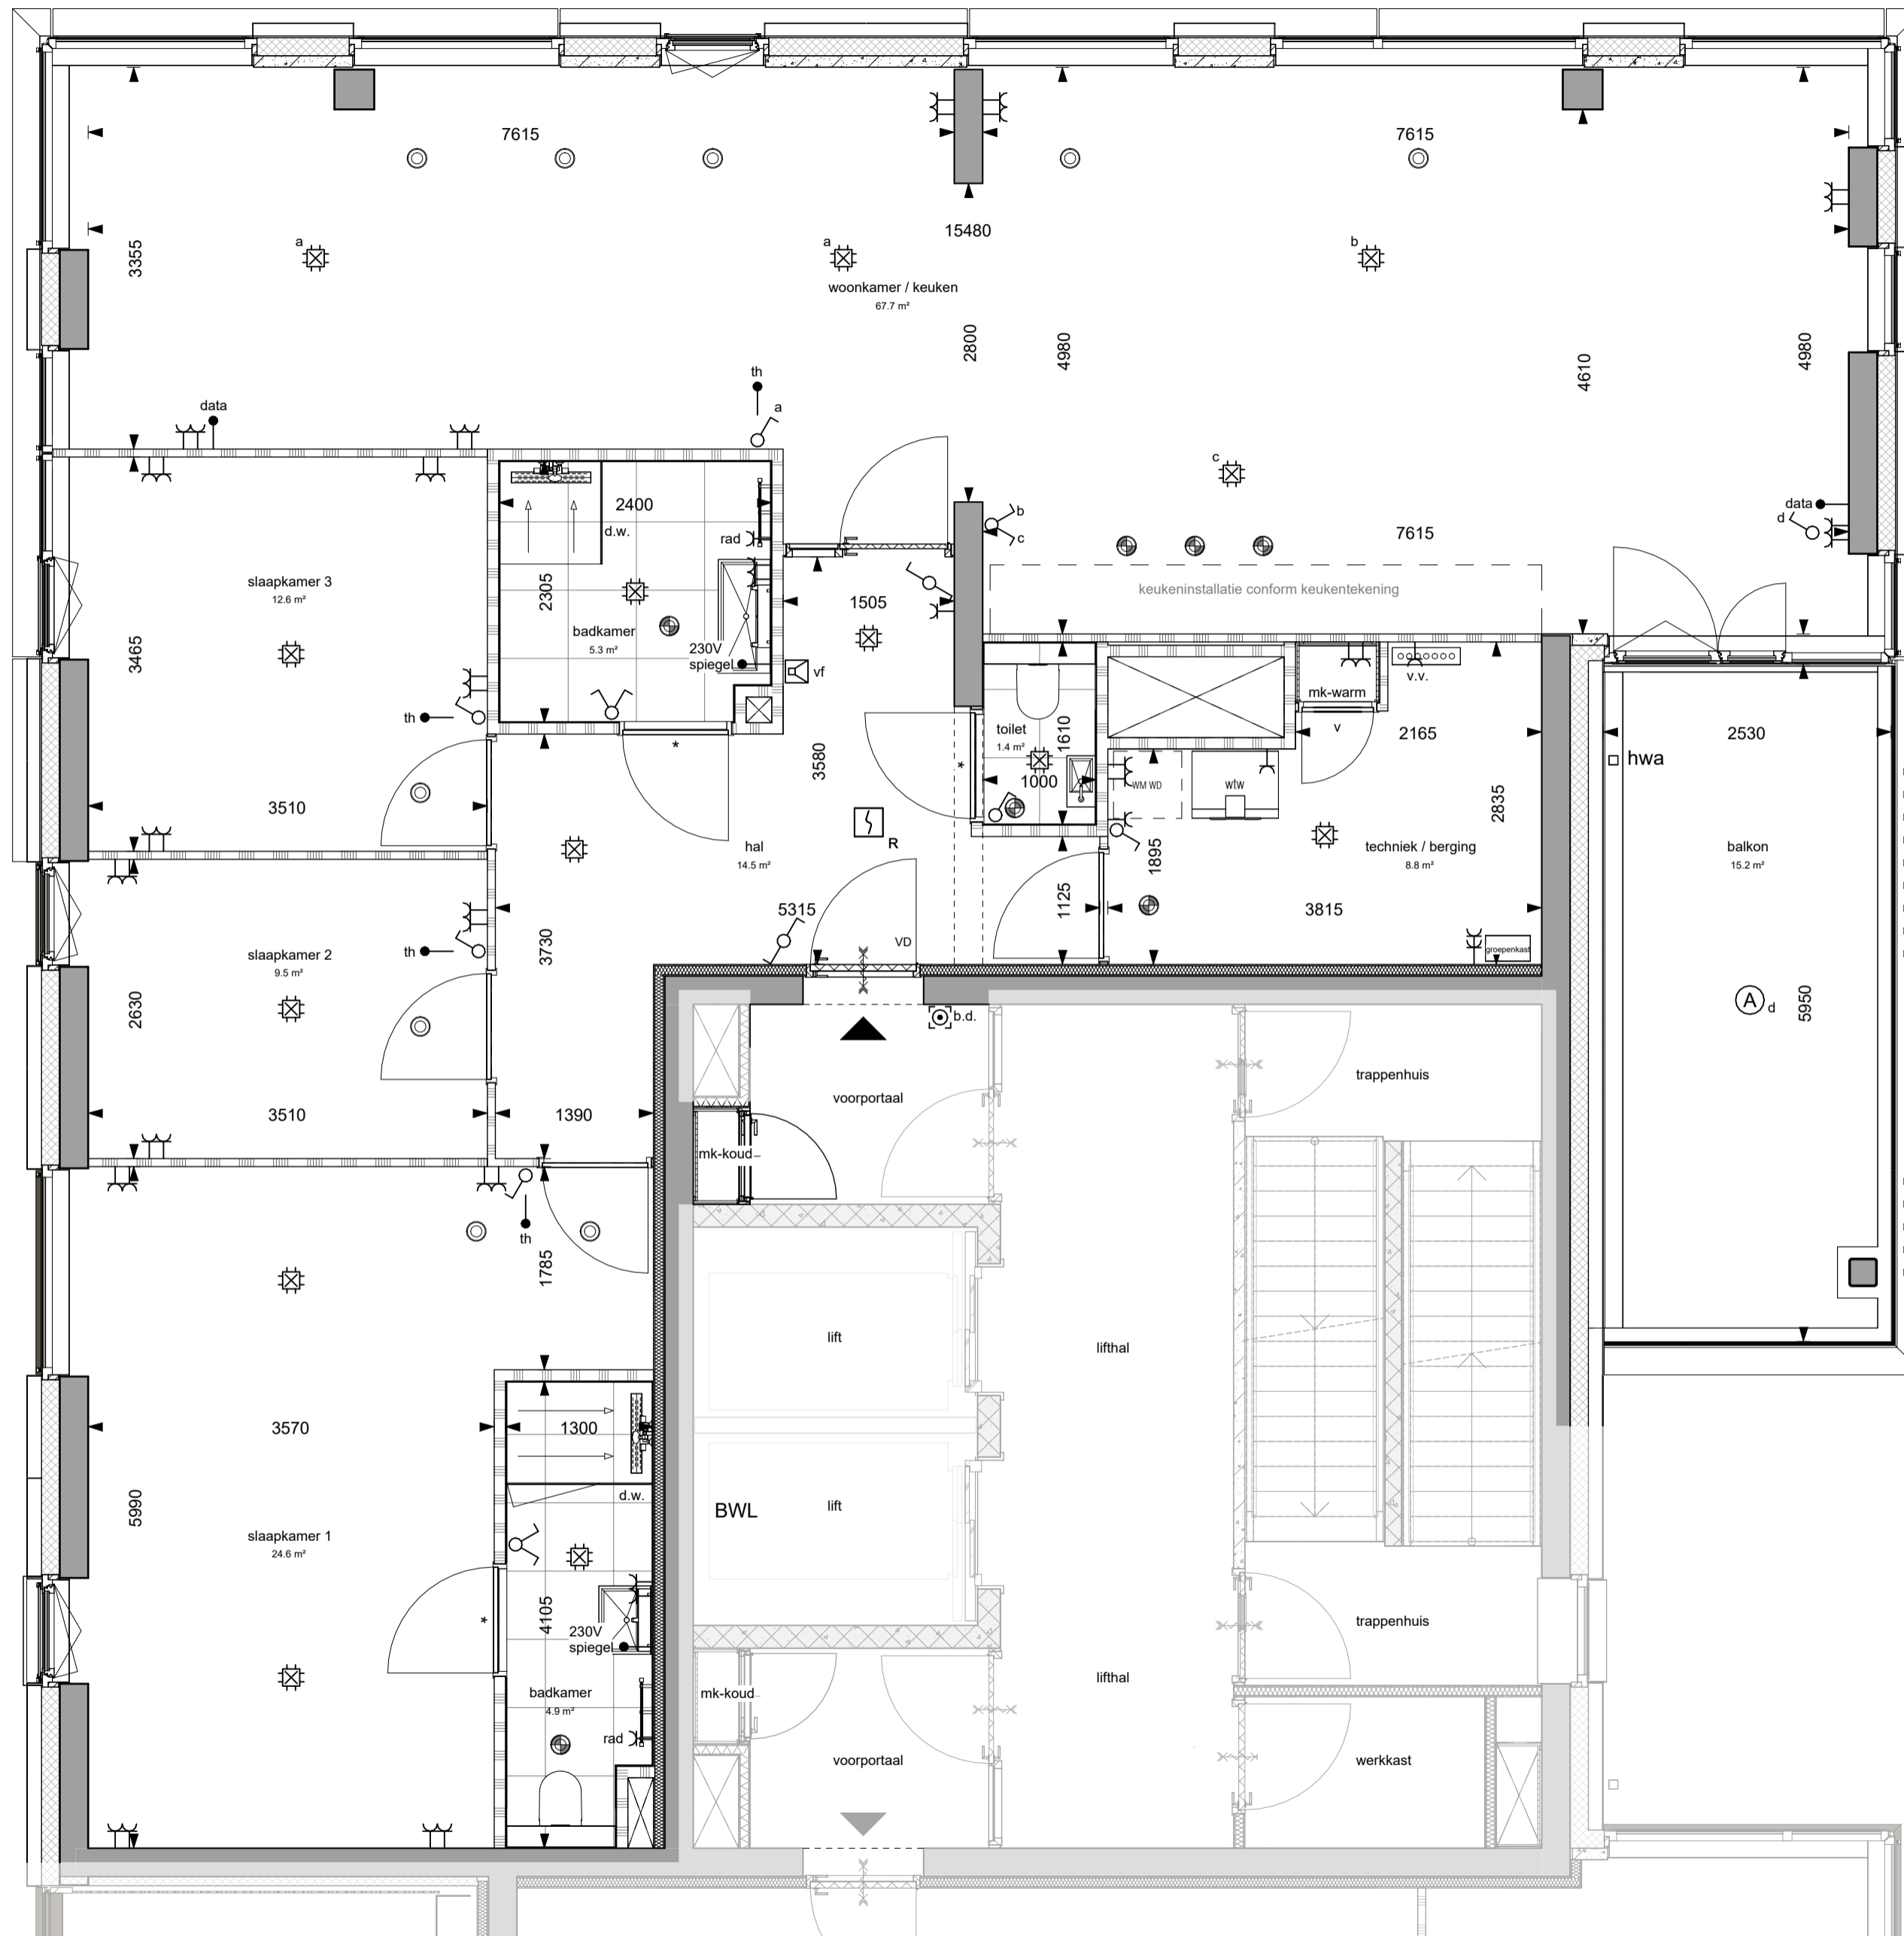 7615
7615
15480
3355
a
a
b
woonkamer / keuken
67.7 m²
2800
4980
4610
4980
th
a
data
c
data
d
b
c
7615
2400
d.w.
rad
2305
badkamer
5.3 m²
230V
spiegel
slaapkamer 3
12.6 m²
3465
1505
keukeninstallatie conform keukentekening
vf
th
*
3580
*
toilet
1.4 m²
1610
1000
mk-warm
v.v.
v
2165
WM WD
wtw
2835
2530
hwa
3510
R
hal
14.5 m²
techniek / berging
8.8 m²
1895
1125
balkon
15.2 m²
5315
3815
VD
groepenkast
slaapkamer 2
9.5 m²
th
3730
2630
A
d
5950
b.d.
3510
1390
voorportaal
trappenhuis
mk-koud
th
1785
lift
lifthal
3570
1300
d.w.
5990
lift
BWL
slaapkamer 1
24.6 m²
4105
*
230V
spiegel
trappenhuis
badkamer
4.9 m²
rad
mk-koud
lifthal
voorportaal
werkkast